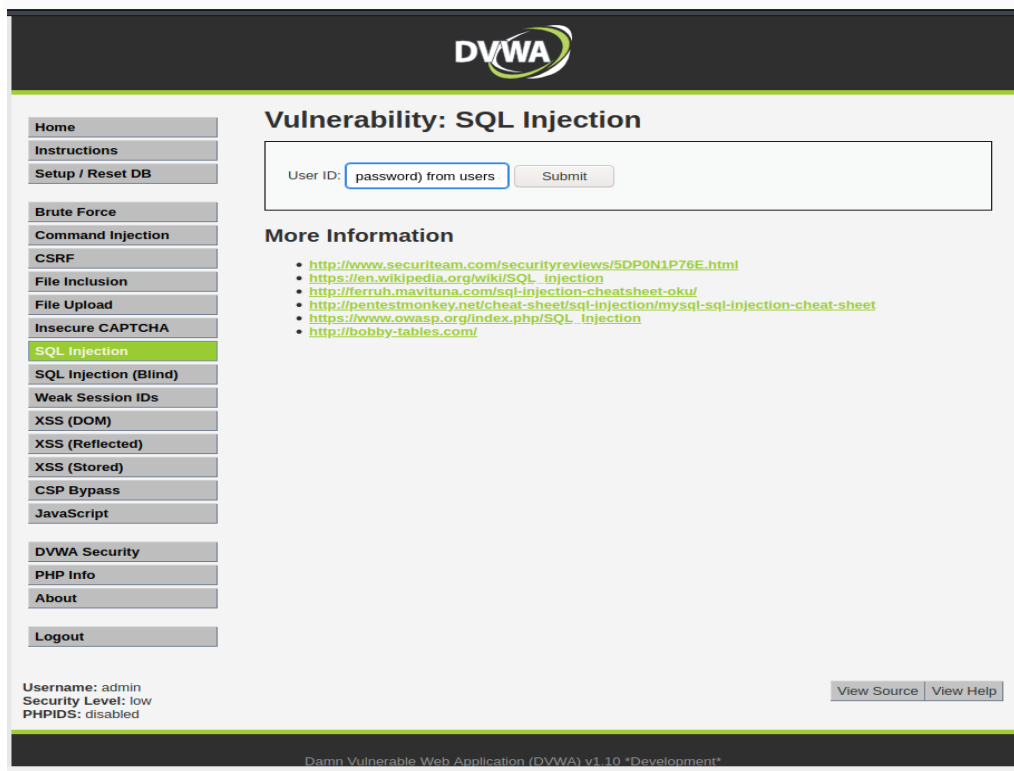 DVWA
Home
Instructions
Setup / Reset DB
Brute Force
Command Injection
CSRF
File Inclusion
File Upload
Insecure CAPTCHA
SQL Injection
SQL Injection (Blind)
Weak Session IDs
XSS (DOM)
XSS (Reflected)
XSS (Stored)
CSP Bypass
JavaScript
DVWA Security
PHP Info
About
Logout
Vulnerability: SQL Injection
User ID: password) from users Submit
More Information
http://www.securiteam.com/securityreviews/5DP0N1P76E.html
https://en.wikipedia.org/wiki/SQL_injection
http://ferruh.mavituna.com/sql-injection-cheatsheet-oku/
http://pentestmonkey.net/cheat-sheet/sql-injection/mysql-sql-injection-cheat-sheet
https://www.owasp.org/index.php/SQL_Injection
http://bobby-tables.com/
Username: admin
Security Level: low
PHPIDS: disabled
View Source View Help
Damn Vulnerable Web Application (DVWA) v1.10 *Development*